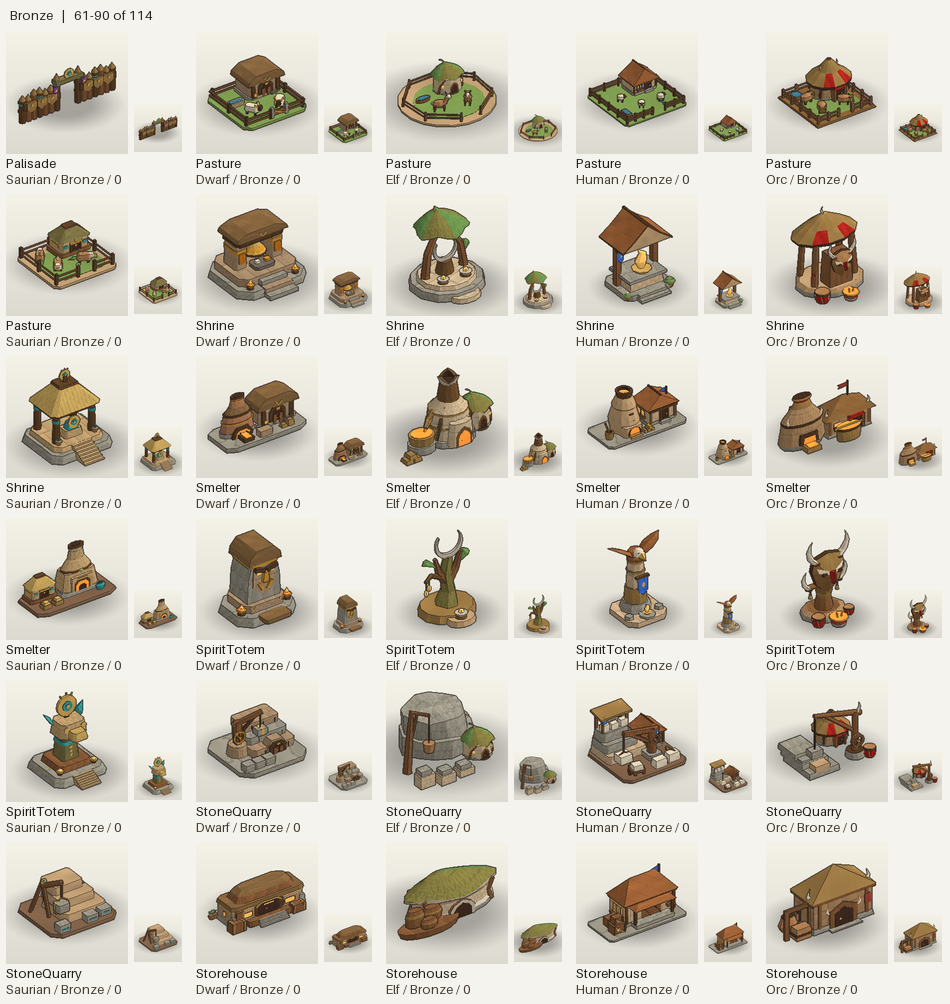 Bronze | 61-90 of 114
Palisade
Saurian / Bronze / 0
Pasture
Dwarf / Bronze / 0
Pasture
Elf / Bronze / 0
Pasture
Human / Bronze / 0
Pasture
Orc / Bronze / 0
Pasture
Saurian / Bronze / 0
Shrine
Dwarf / Bronze / 0
Shrine
Elf / Bronze / 0
Shrine
Human / Bronze / 0
Shrine
Orc / Bronze / 0
Shrine
Saurian / Bronze / 0
Smelter
Dwarf / Bronze / 0
Smelter
Elf / Bronze / 0
Smelter
Human / Bronze / 0
Smelter
Orc / Bronze / 0
Smelter
Saurian / Bronze / 0
SpiritTotem
Dwarf / Bronze / 0
SpiritTotem
Elf / Bronze / 0
SpiritTotem
Human / Bronze / 0
SpiritTotem
Orc / Bronze / 0
SpiritTotem
Saurian / Bronze / 0
StoneQuarry
Dwarf / Bronze / 0
StoneQuarry
Elf / Bronze / 0
StoneQuarry
Human / Bronze / 0
StoneQuarry
Orc / Bronze / 0
StoneQuarry
Saurian / Bronze / 0
Storehouse
Dwarf / Bronze / 0
Storehouse
Elf / Bronze / 0
Storehouse
Human / Bronze / 0
Storehouse
Orc / Bronze / 0